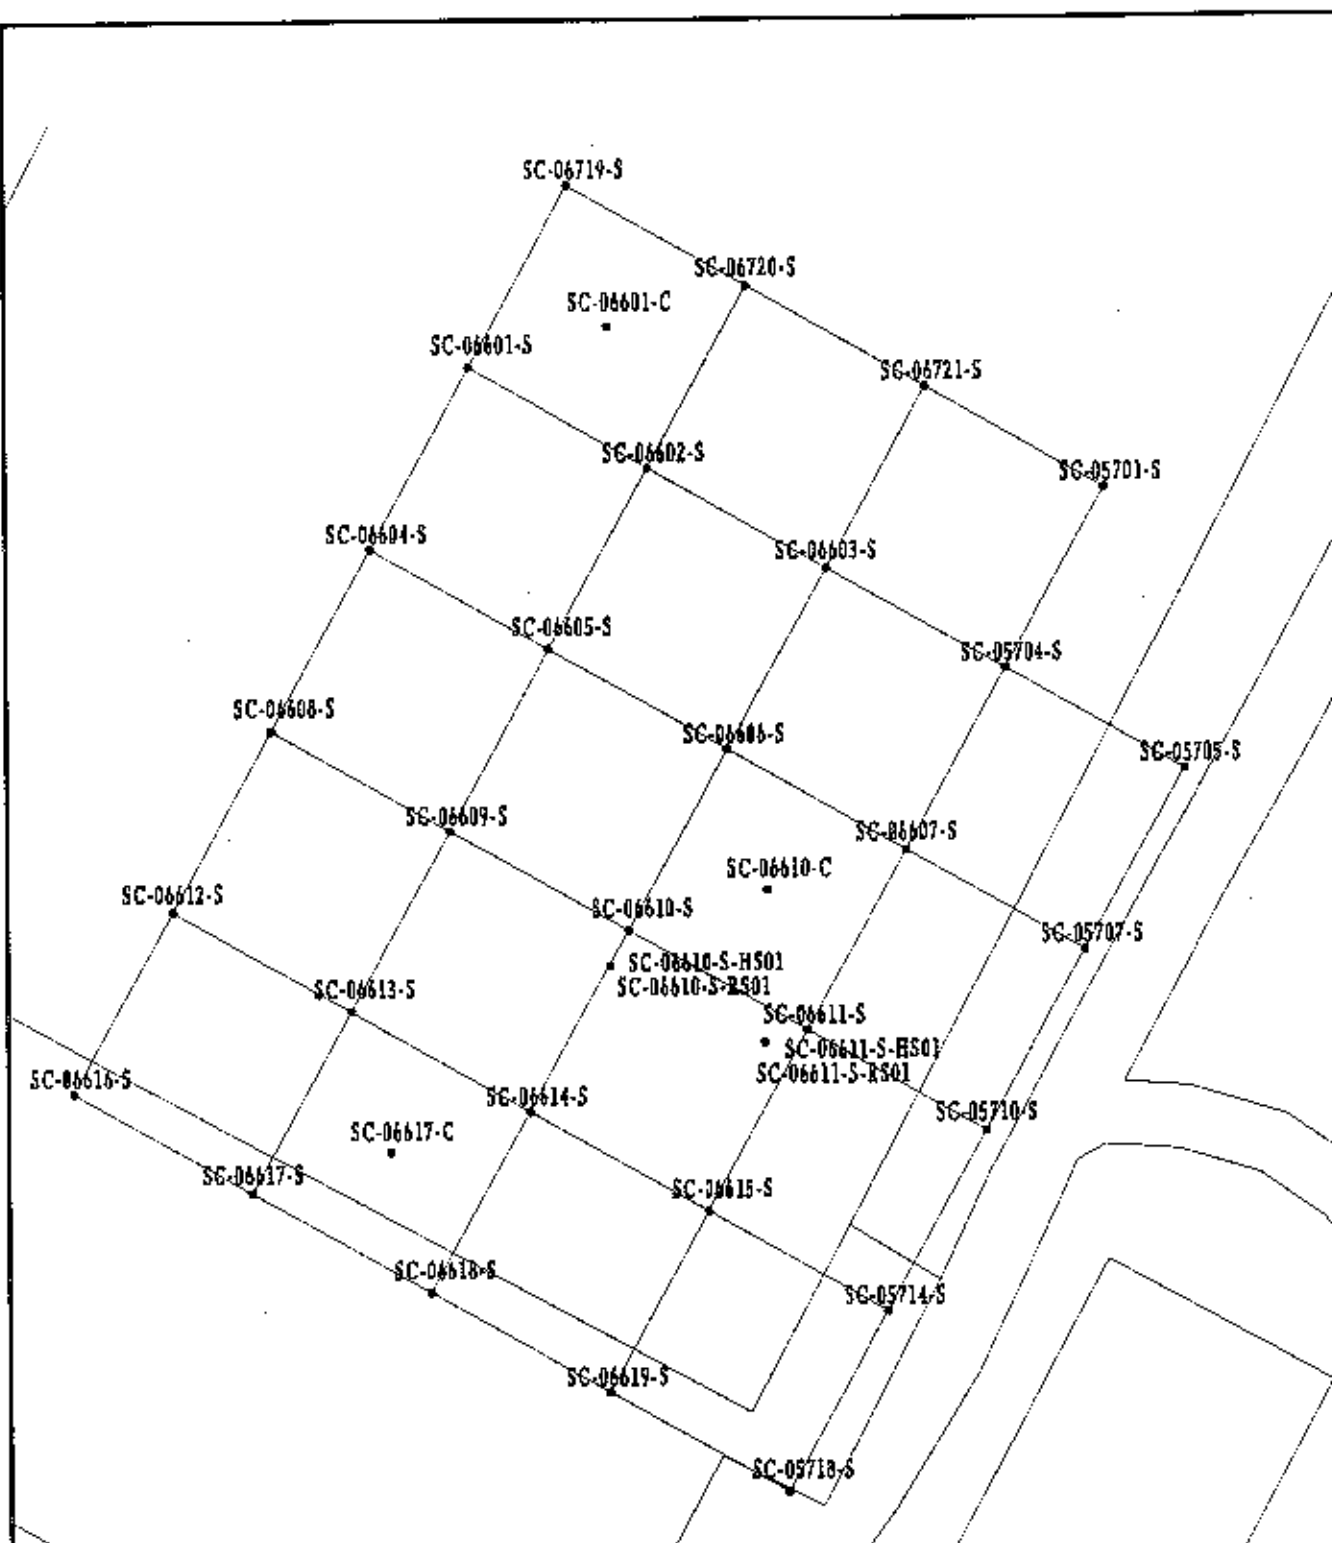 SC-06719-S
SC-06720-S
SC-06601-C
SC-06601-S
SC-06721-S
SC-06602-S
SC-05701-S
SC-06604-S
SC-06603-S
SC-06605-S
SC-05704-S
SC-06608-S
SC-06606-S
SC-05705-S
SC-06609-S
SC-06607-S
SC-06610-C
SC-06612-S
SC-06610-S
SC-05707-S
SC-06610-S-HS01
SC-06610-S-RS01
SC-06613-S
SC-06611-S
SC-06611-S-HS01
SC-06611-S-RS01
SC-06616-S
SC-06614-S
SC-05710-S
SC-06617-C
SC-06617-S
SC-06615-S
SC-06618-S
SC-05714-S
SC-06619-S
SC-05718-S